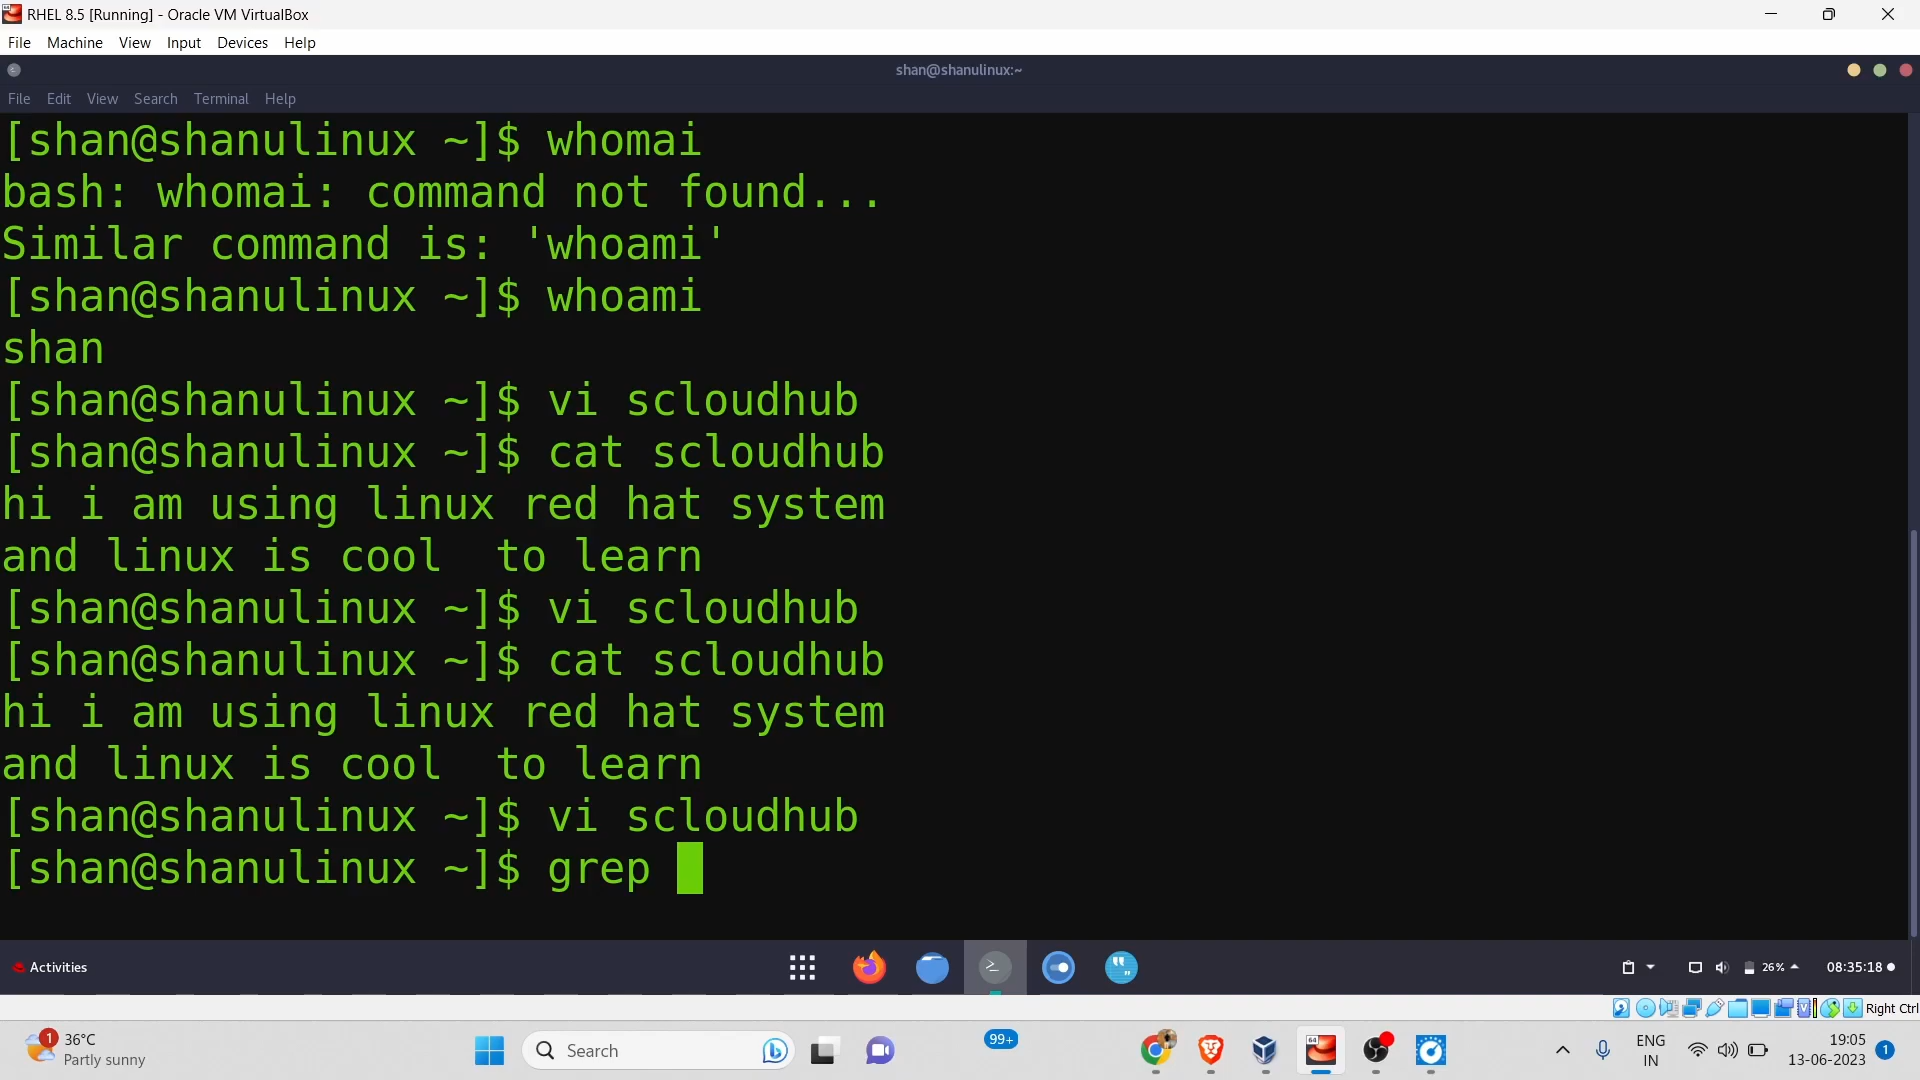 RHEL 8.5 [Running] - Oracle VM VirtualBox
File Machine View Input Devices Help
shan@shanulinux:~
File Edit View Search Terminal Help
[shan@shanulinux ~]$ whomai
bash: whomai: command not found...
Similar command is: 'whoami'
[shan@shanulinux ~]$ whoami
shan
[shan@shanulinux ~]$ vi scloudhub
[shan@shanulinux ~]$ cat scloudhub
hi i am using linux red hat system
and linux is cool  to learn
[shan@shanulinux ~]$ vi scloudhub
[shan@shanulinux ~]$ cat scloudhub
hi i am using linux red hat system
and linux is cool  to learn
[shan@shanulinux ~]$ vi scloudhub
[shan@shanulinux ~]$ grep
Activities 26% 08:35:18
Right Ctrl
1 36°C
Partly sunny
Search
99+
64
ENG
IN
19:05
13-06-2023
1